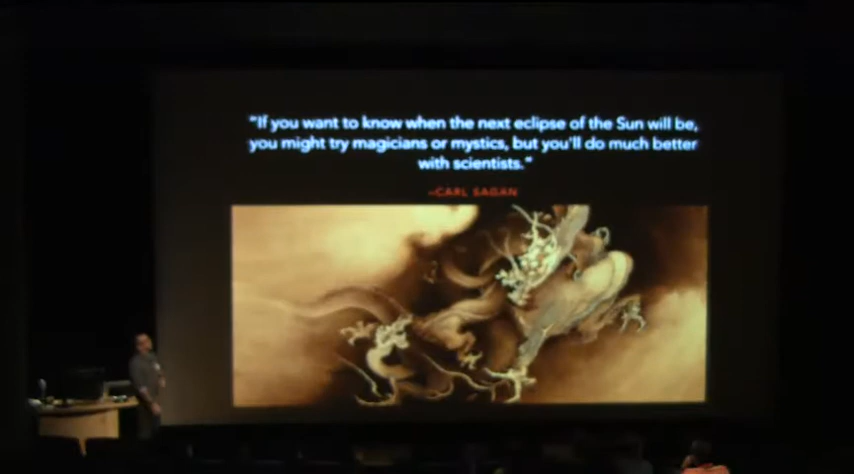 "If you want to know when the next eclipse of the Sun will be,
you might try magicians or mystics, but you'll do much better
with scientists."
–CARL SAGAN